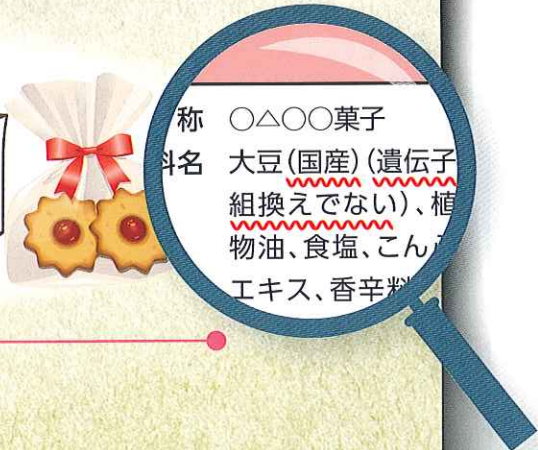 称 ○△○○菓子
料名 大豆(国産)(遺伝子
組換えでない)、植
物油、食塩、こん
エキス、香辛料